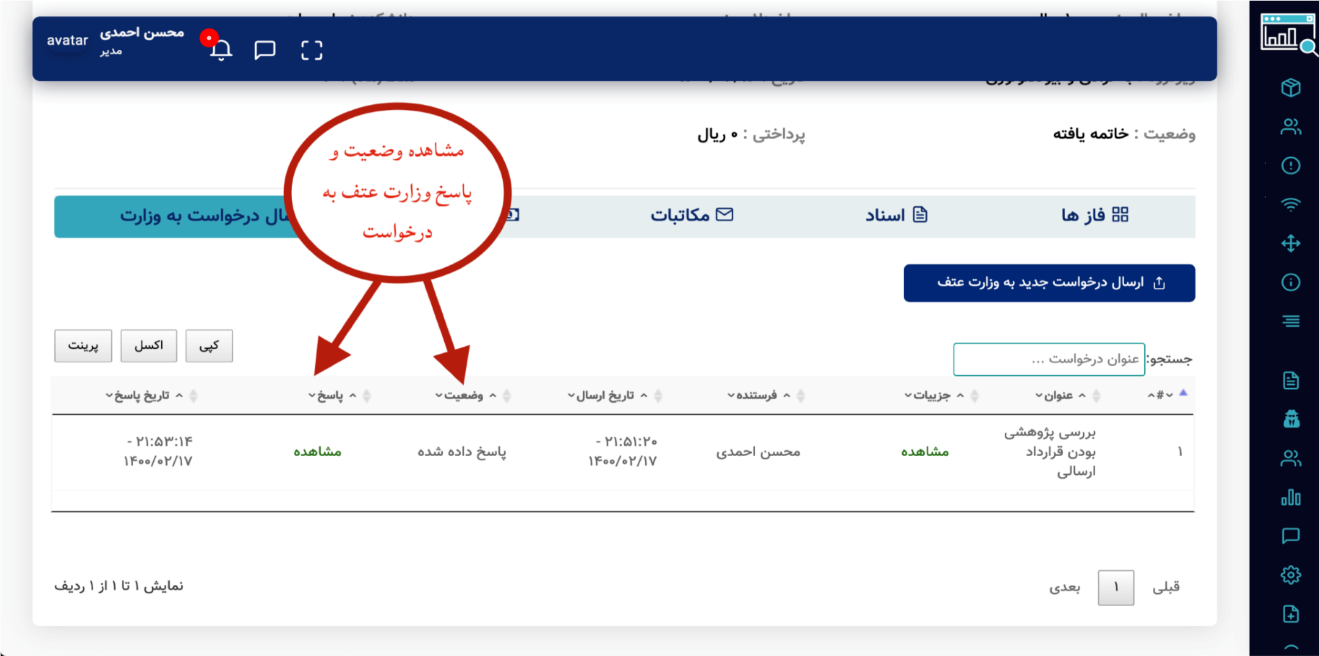 محسن احمدی
مدیر
avatar
وضعیت : خاتمه یافته
پرداختی : ۰ ریال
مشاهده وضعیت و
پاسخ وزارت عتف به
درخواست
فاز ها
اسناد
مکاتبات
درخواست به وزارت
ارسال درخواست جدید به وزارت عتف
جستجو:
عنوان درخواست ...
کپی
اکسل
پرینت
#
عنوان
جزییات
فرستنده
تاریخ ارسال
وضعیت
پاسخ
تاریخ پاسخ
۱
بررسی پژوهشی
بودن قرارداد
ارسالی
مشاهده
محسن احمدی
۲۱:۵۱:۲۰ -
۱۴۰۰/۰۲/۱۷
پاسخ داده شده
مشاهده
۲۱:۵۳:۱۴ -
۱۴۰۰/۰۲/۱۷
قبلی
۱
بعدی
نمایش ۱ تا ۱ از ۱ ردیف